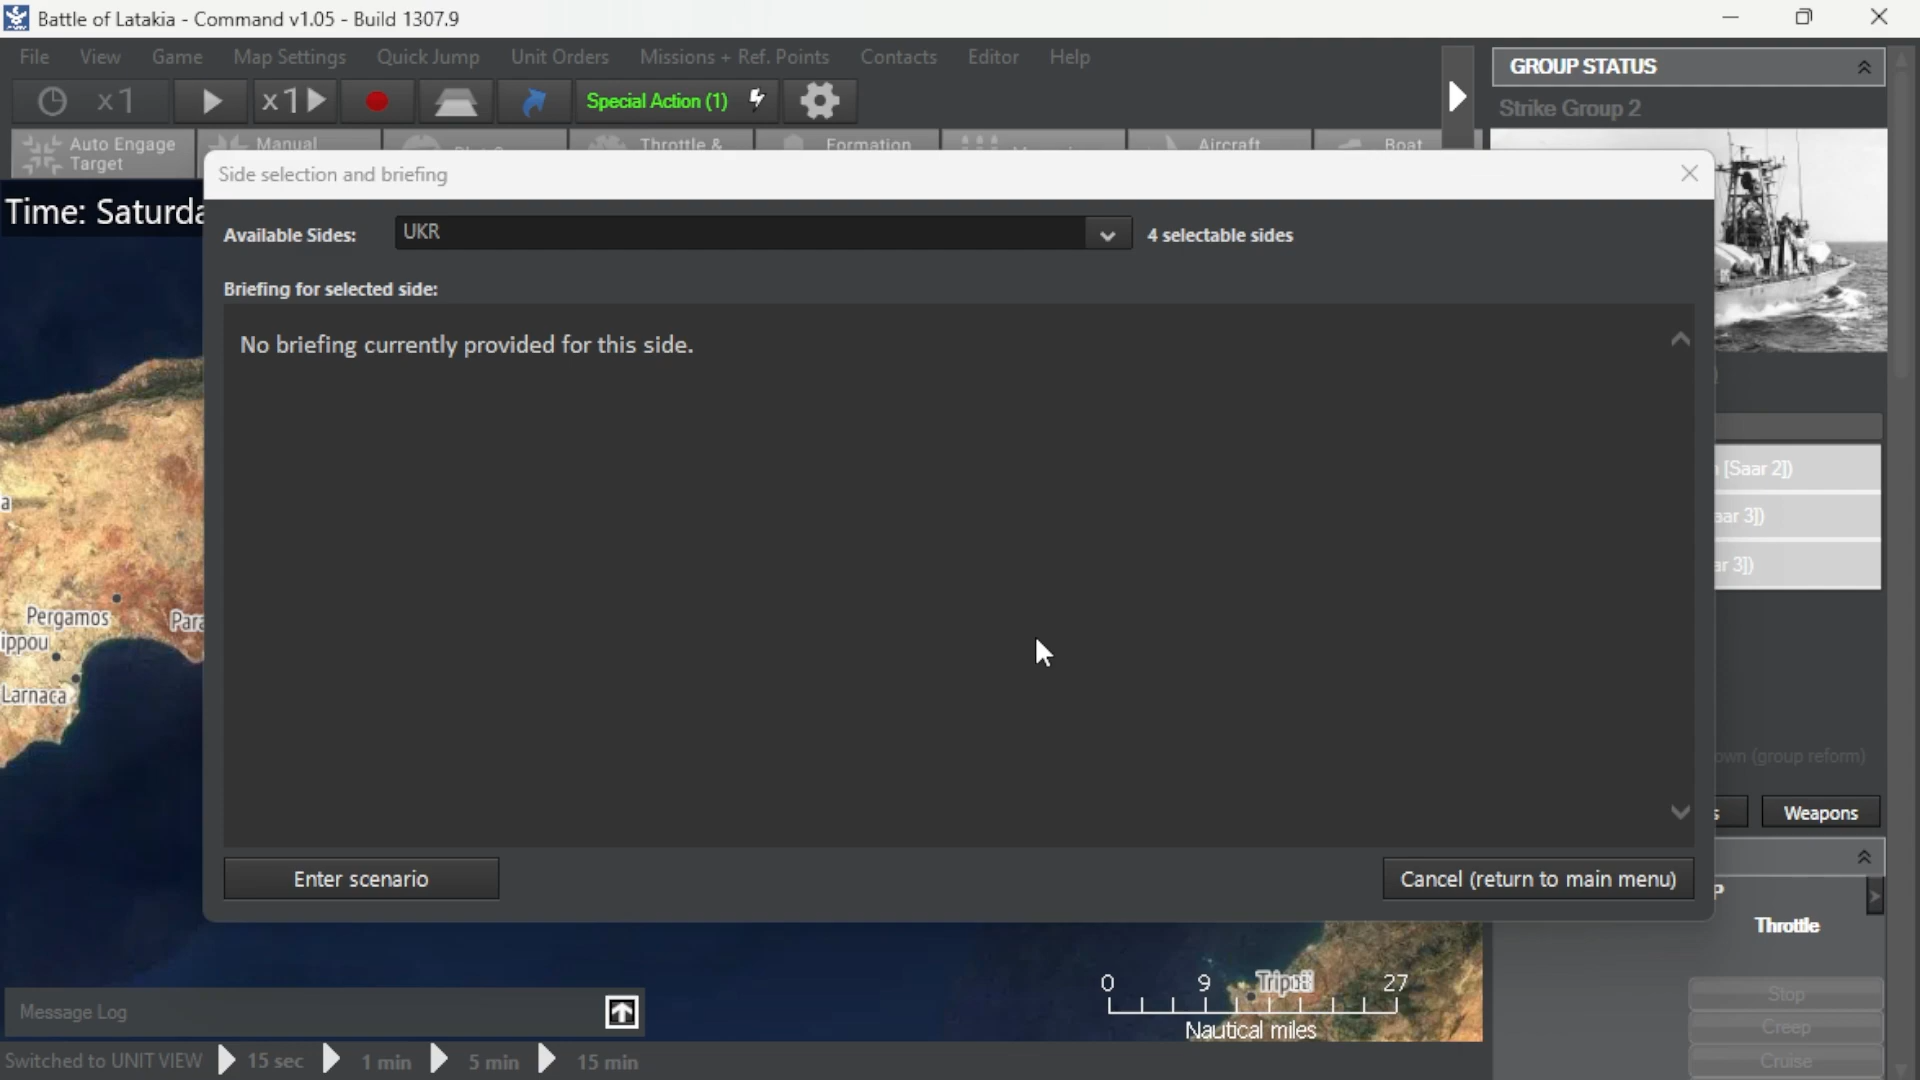 Battle of Latakia - Command v1.05 - Build 1307.9
File View Game Map Settings Quick Jump Unit Orders Missions + Ref. Points Contacts Editor Help
x1 x1 Special Action (1)
GROUP STATUS
Strike Group 2
Auto Engage Target
Manual
Throttle &
Formation
Aircraft
Boat
Side selection and briefing
Time: Saturda
Available Sides: UKR 4 selectable sides
Briefing for selected side:
No briefing currently provided for this side.
[Saar 2])
aar 3])
ar 3])
Pergamos
Para
ippou
Larnaca
own (group reform)
s Weapons
Enter scenario
Cancel (return to main menu)
P
Throttle
0 9 27
Nautical miles
Stop
Creep
Cruise
Message Log
Switched to UNIT VIEW 15 sec 1 min 5 min 15 min